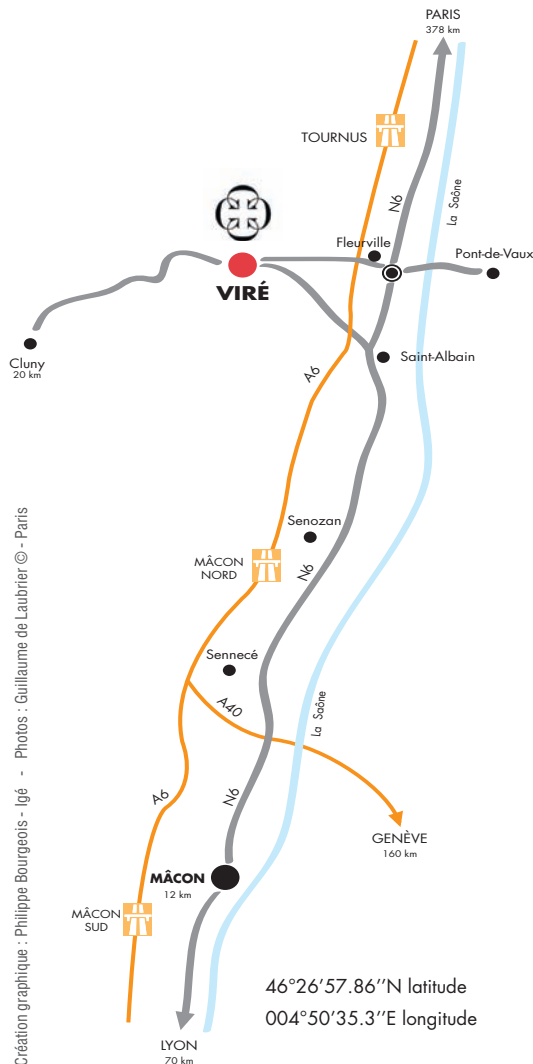 PARIS
378 km
TOURNUS
N6
La Saône
Fleurville
Pont-de-Vaux
VIRÉ
Cluny
20 km
Saint-Albain
A6
Senozan
MÂCON
NORD
N6
Sennecé
A40
La Saône
A6
N6
GENÈVE
160 km
MÂCON
12 km
MÂCON
SUD
46°26’57.86’’N latitude
004°50’35.3’’E longitude
LYON
70 km
Création graphique : Philippe Bourgeois - Igé - Photos : Guillaume de Laubrier © - Paris